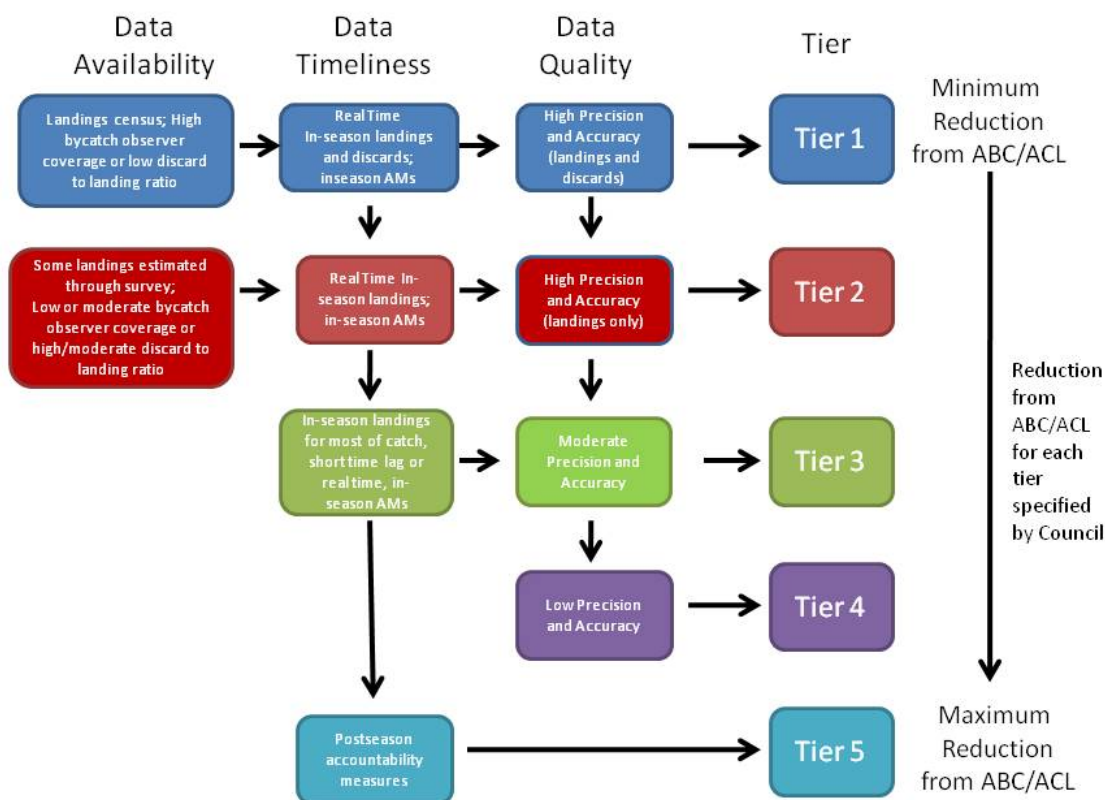 Data
Availability
Data
Timeliness
Data
Quality
Tier
Landings census; High
bycatch observer
coverage or low discard
to landing ratio
Real Time
In-season landings
and discards;
inseason AMs
High Precision
and Accuracy
(landings and
discards)
Tier 1
Minimum
Reduction
from ABC/ACL
Some landings estimated
through survey;
Low or moderate bycatch
observer coverage or
high/moderate discard to
landing ratio
Real Time In-
season landings;
in-season AMs
High Precision
and Accuracy
(landings only)
Tier 2
Reduction
from
ABC/ACL
for each
tier
specified
by Council
In-season landings
for most of catch,
short time lag or
real time, in-
season AMs
Moderate
Precision and
Accuracy
Tier 3
Low Precision
and Accuracy
Tier 4
Postseason
accountability
measures
Tier 5
Maximum
Reduction
from ABC/ACL